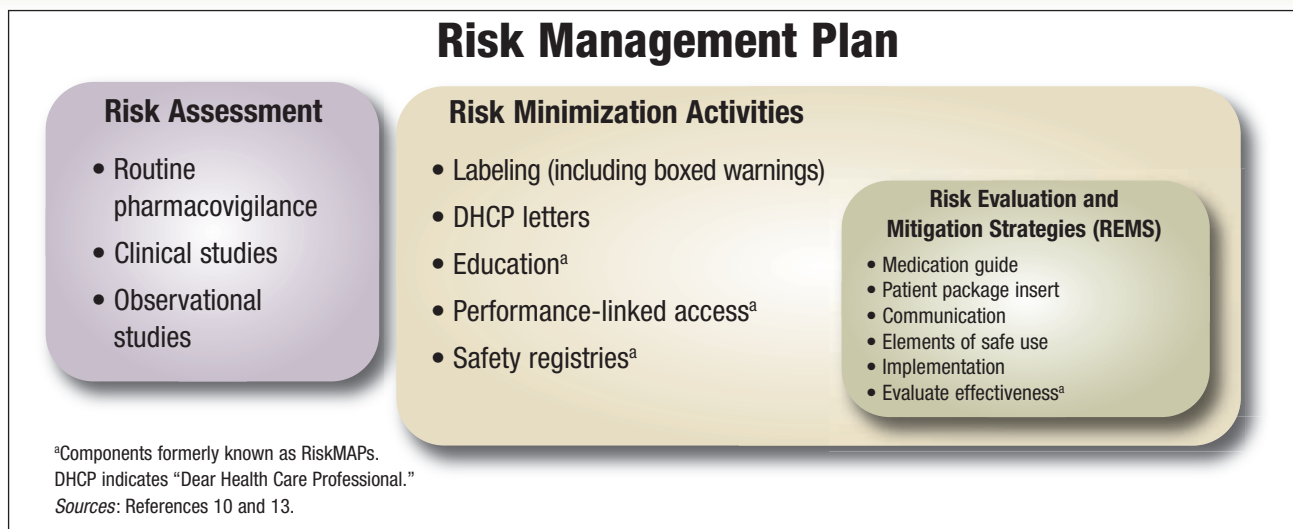 Risk Management Plan
Risk Assessment
• Routine
pharmacovigilance
• Clinical studies
• Observational
studies
Risk Minimization Activities
• Labeling (including boxed warnings)
• DHCP letters
• Educationᵃ
• Performance-linked accessᵃ
• Safety registriesᵃ
Risk Evaluation and
Mitigation Strategies (REMS)
• Medication guide
• Patient package insert
• Communication
• Elements of safe use
• Implementation
• Evaluate effectivenessᵃ
ᵃComponents formerly known as RiskMAPs.
DHCP indicates “Dear Health Care Professional.”
Sources: References 10 and 13.